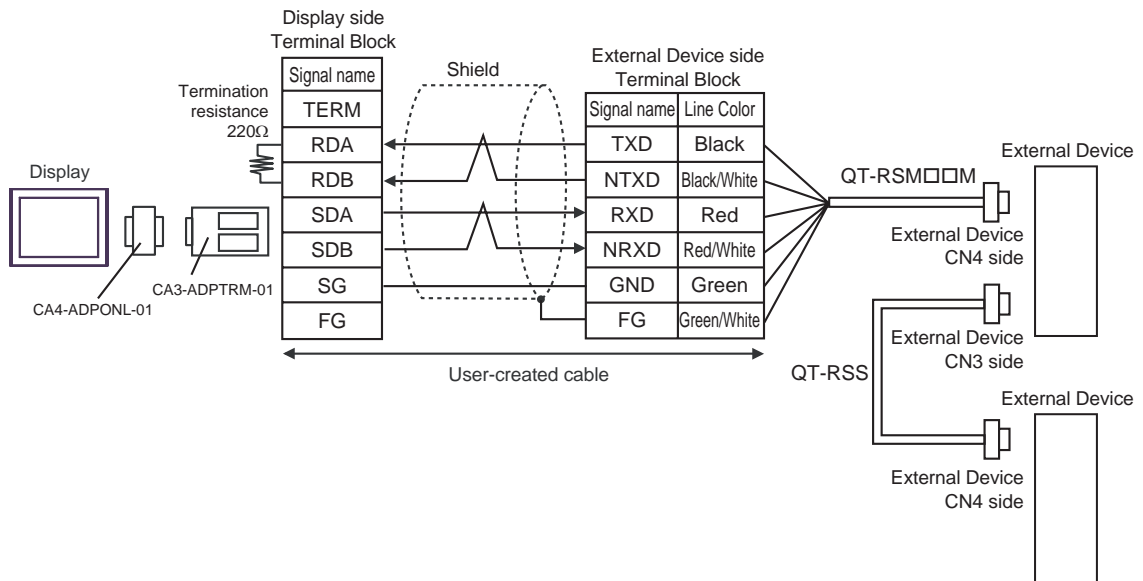 Display side
Terminal Block
Signal name
TERM
RDA
RDB
SDA
SDB
SG
FG
Termination
resistance
220Ω
Shield
External Device side
Terminal Block
Signal name Line Color
TXD Black
NTXD Black/White
RXD Red
NRXD Red/White
GND Green
FG Green/White
Display
CA4-ADPONL-01
CA3-ADPTRM-01
User-created cable
QT-RSM□□M
External Device
External Device
CN4 side
External Device
CN3 side
QT-RSS
External Device
External Device
CN4 side